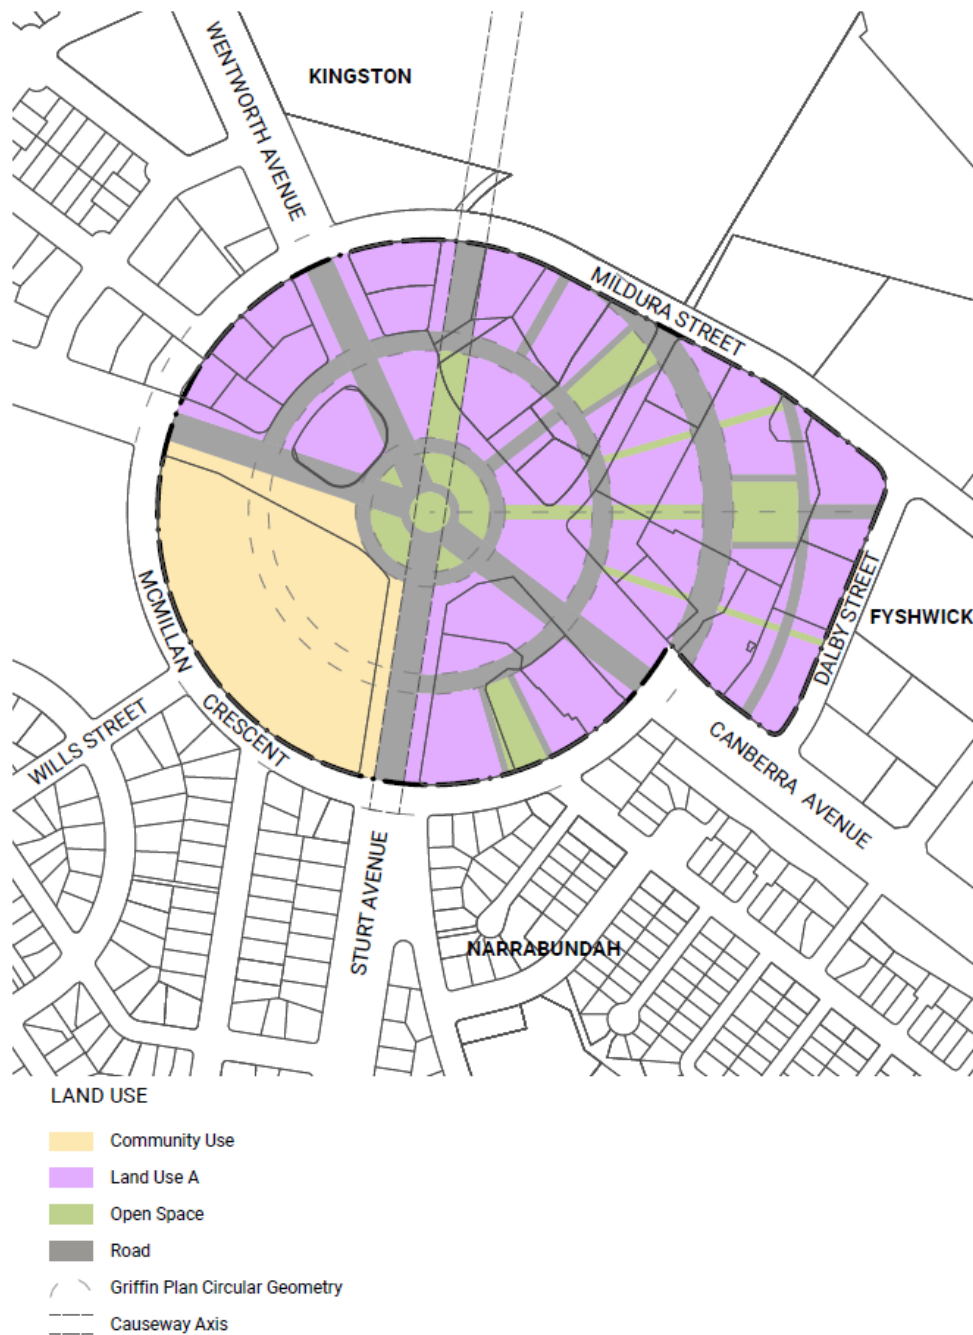 WENTWORTH AVENUE
KINGSTON
MILDURA STREET
MCMILLAN
CRESCENT
WILLS STREET
DALBY STREET
FYSHWICK
CANBERRA AVENUE
STURT AVENUE
NARRABUNDAH
LAND USE
Community Use
Land Use A
Open Space
Road
Griffin Plan Circular Geometry
Causeway Axis